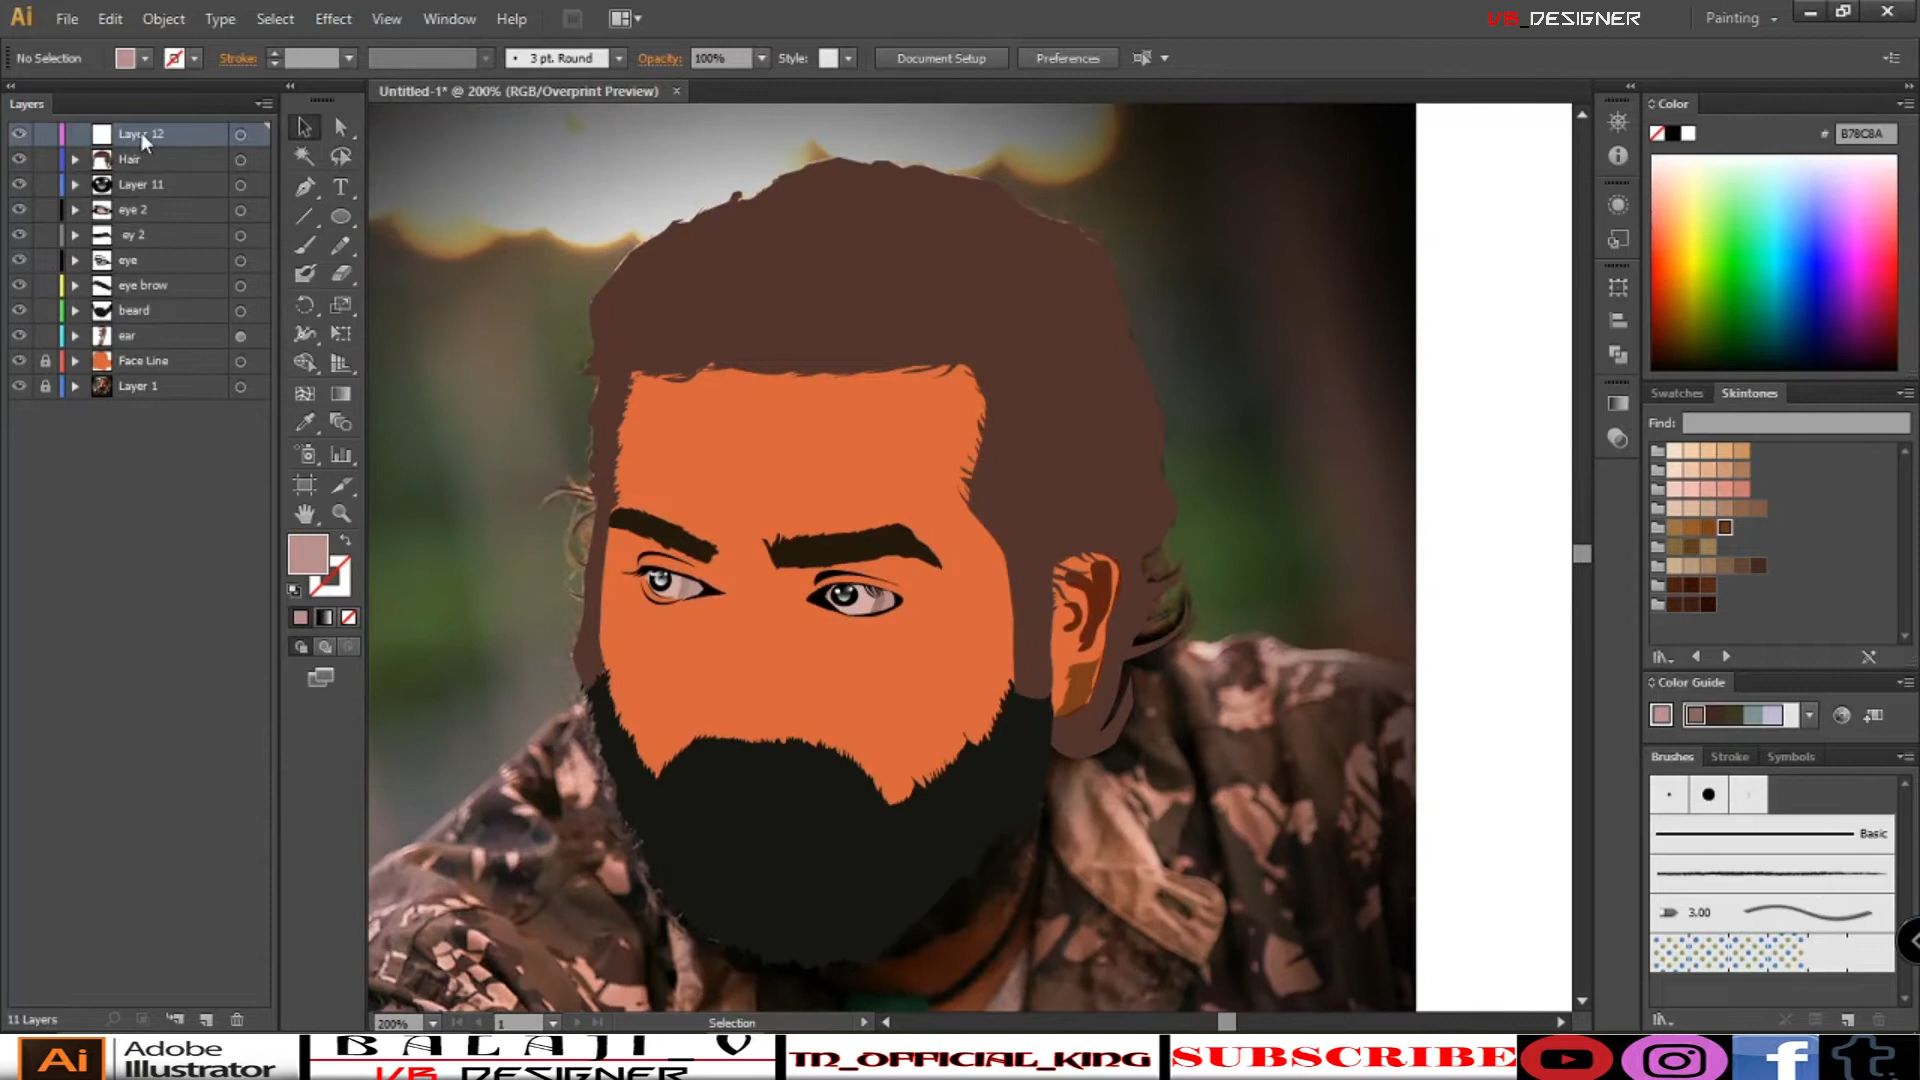 Ai File Edit Object Type Select Effect View Window Help VB_DESIGNER Painting
No Selection Stroke: 3 pt. Round Opacity: 100% Style: Document Setup Preferences
Untitled-1* @ 200% (RGB/Overprint Preview)
Layers
Layer 12
Hair
Layer 11
eye 2
ey 2
eye
eye brow
beard
ear
Face Line
Layer 1
11 Layers
Color
# B78C8A
Swatches Skintones
Find:
Color Guide
Brushes Stroke Symbols
Basic
3.00
200% 1 Selection
Ai Adobe Illustrator
BALAJI_V
VB_DESIGNER
TN_OFFICIAL_KING
SUBSCRIBE